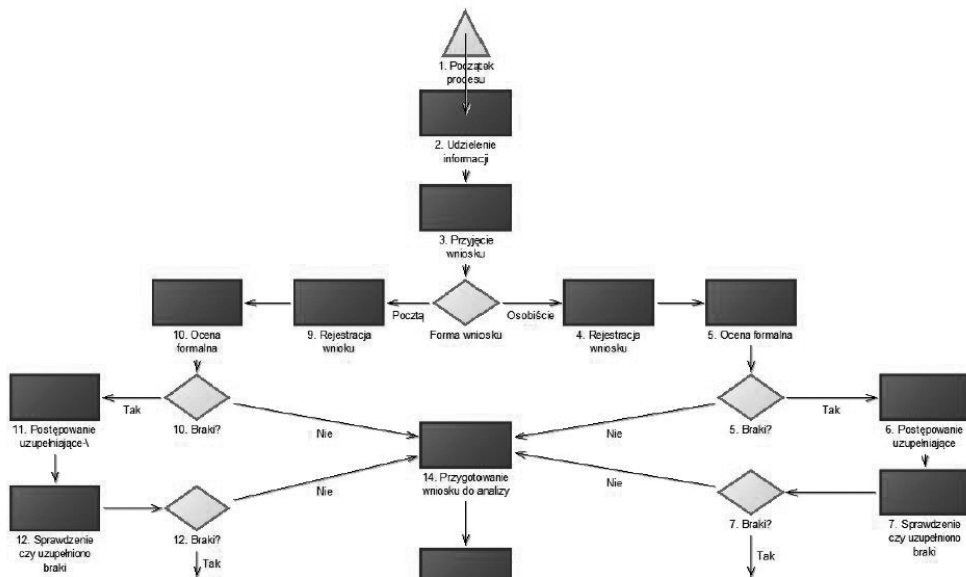 1. Początek
procesu
2. Udzielenie
informacji
3. Przyjęcie
wniosku
10. Ocena
formalna
9. Rejestracja
wnioku
Pocztą
Forma wniosku
Osobiście
4. Rejestracja
wniosku
5. Ocena formalna
Tak
11. Postępowanie
uzupełniające-\
10. Braki?
Nie
14. Przygotowanie
wniosku do analizy
Nie
5. Braki?
Tak
6. Postępowanie
uzupełniające
12. Sprawdzenie
czy uzupełniono
braki
12. Braki?
Nie
Tak
Nie
7. Braki?
Tak
7. Sprawdzenie
czy uzupełniono
braki